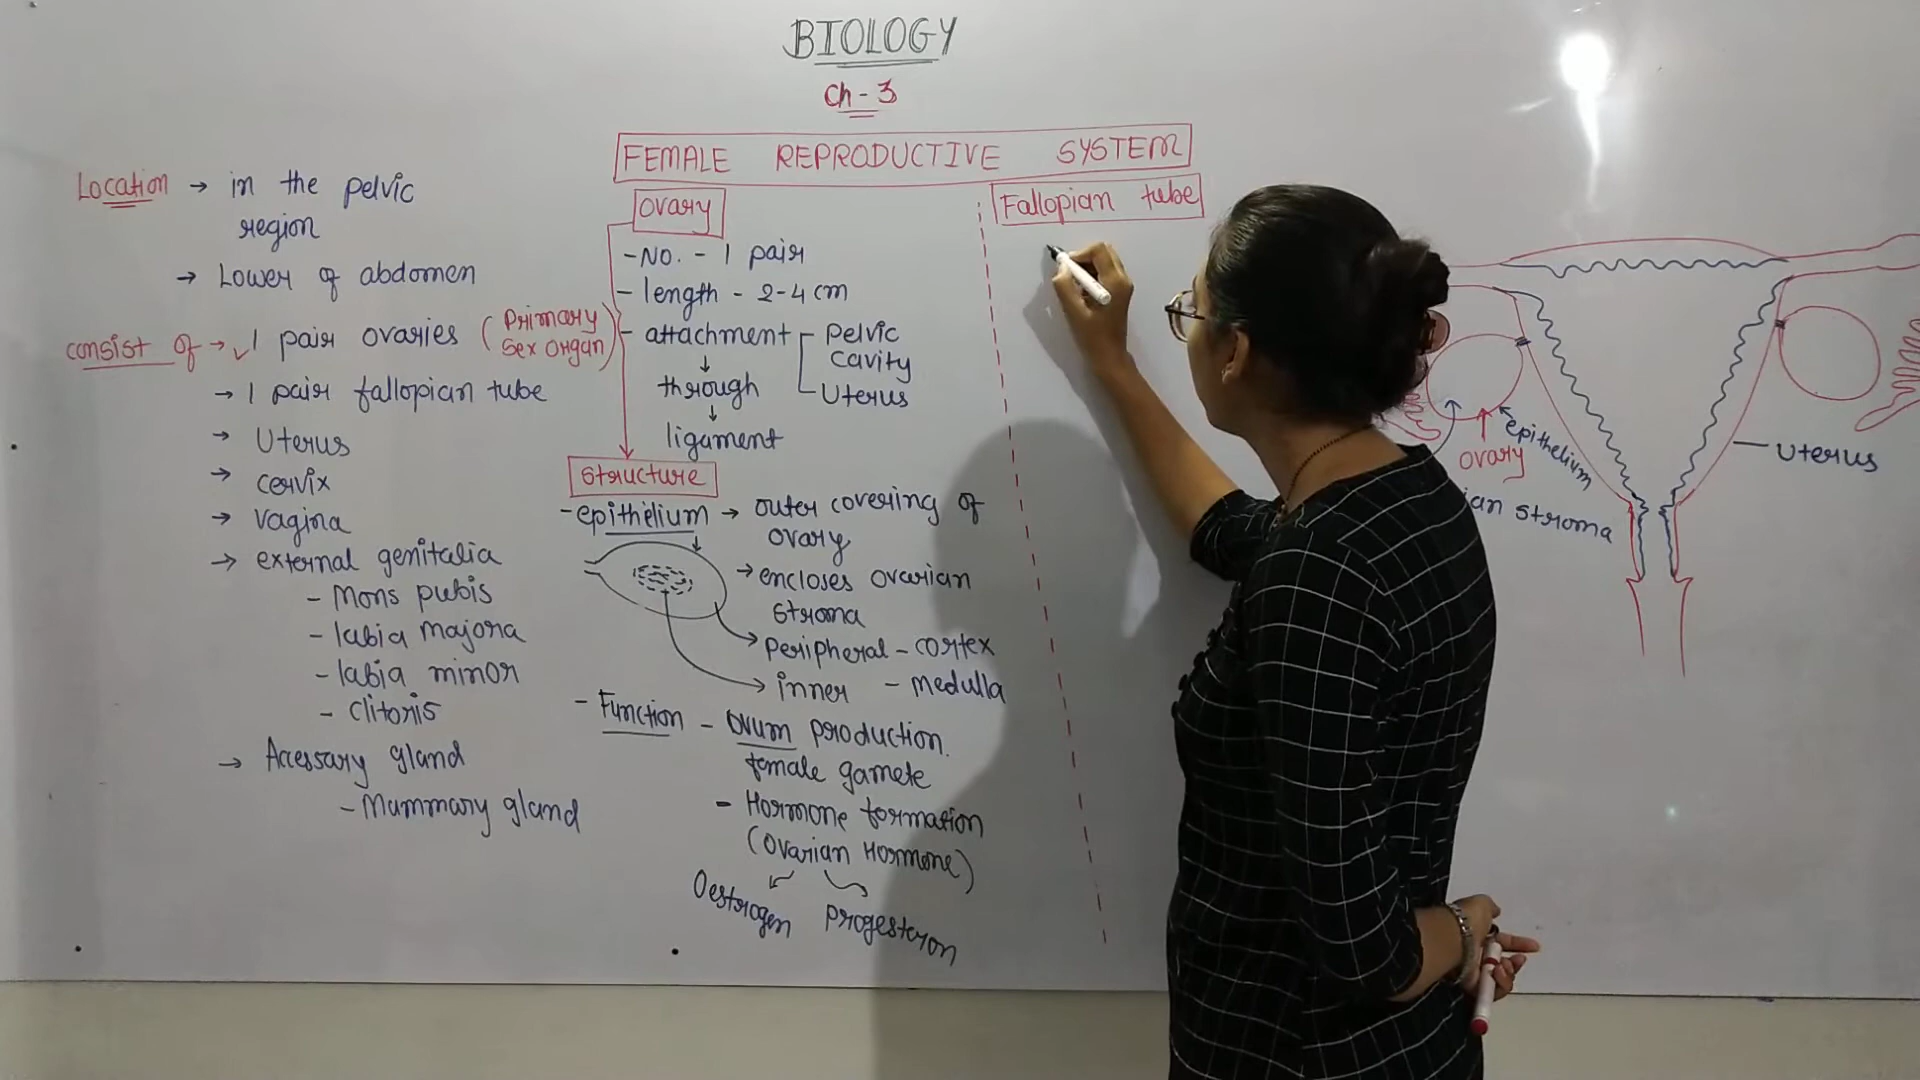 BIOLOGY
Ch - 3
FEMALE REPRODUCTIVE SYSTEM
Location → in the pelvic
region
→ Lower of abdomen
consist of → ✓ 1 pair ovaries (Primary
Sex organ)
→ 1 pair fallopian tube
→ Uterus
→ cervix
→ vagina
→ external genitalia
- Mons pubis
- labia majora
- labia minor
- clitoris
→ Accessary gland
- Mammary gland
Ovary
- No. - 1 pair
- length - 2-4 cm
- attachment Pelvic
cavity
↓
through Uterus
↓
ligament
Structure
- epithelium → outer covering of
ovary
→ encloses ovarian
stroma
Peripheral - cortex
inner - medulla
- Function - Ovum production.
female gamete
- Hormone formation
(Ovarian Hormone)
Oestrogen Progesteron
Fallopian tube
epithelium
ovary
ian stroma
Uterus